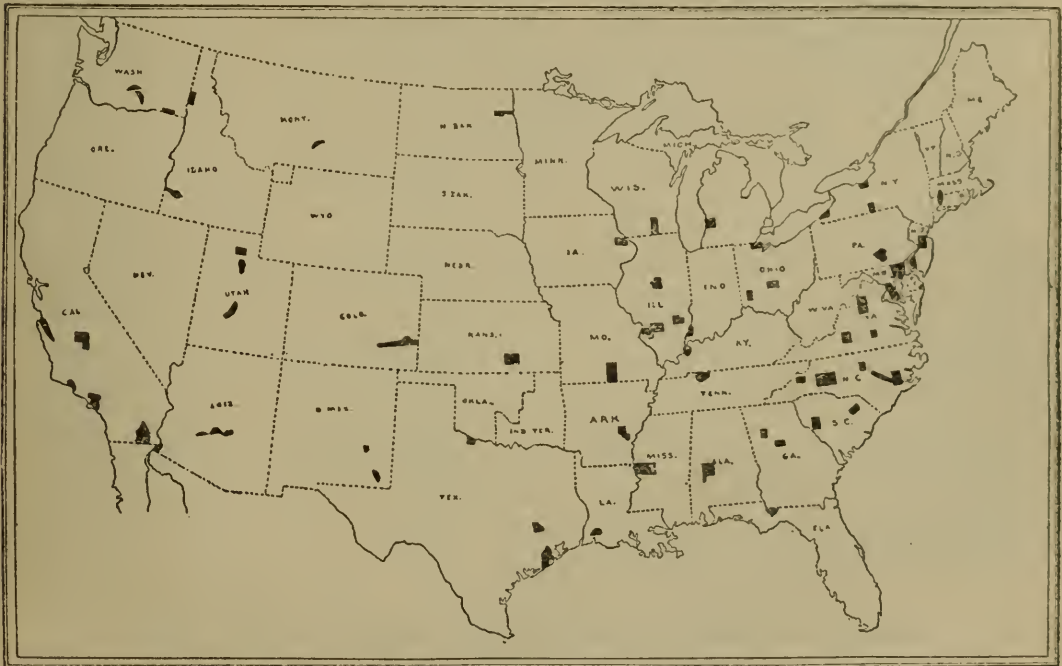 WASH
ORE.
IDAHO
MONT.
WYO
N. DAK
S. DAK.
NEBR.
KANS.
NEV.
CAL
UTAH
COLO.
ARIZ.
N MEX.
OKLA.
IND TER.
TEX.
MINN.
IA.
MO.
ARK
LA.
WIS.
MICH
ILL
IND
OHIO
KY.
TENN.
MISS.
ALA.
GA.
FLA
S.C.
N.C.
VA.
W VA.
PA.
N.Y
VT
MASS
ME